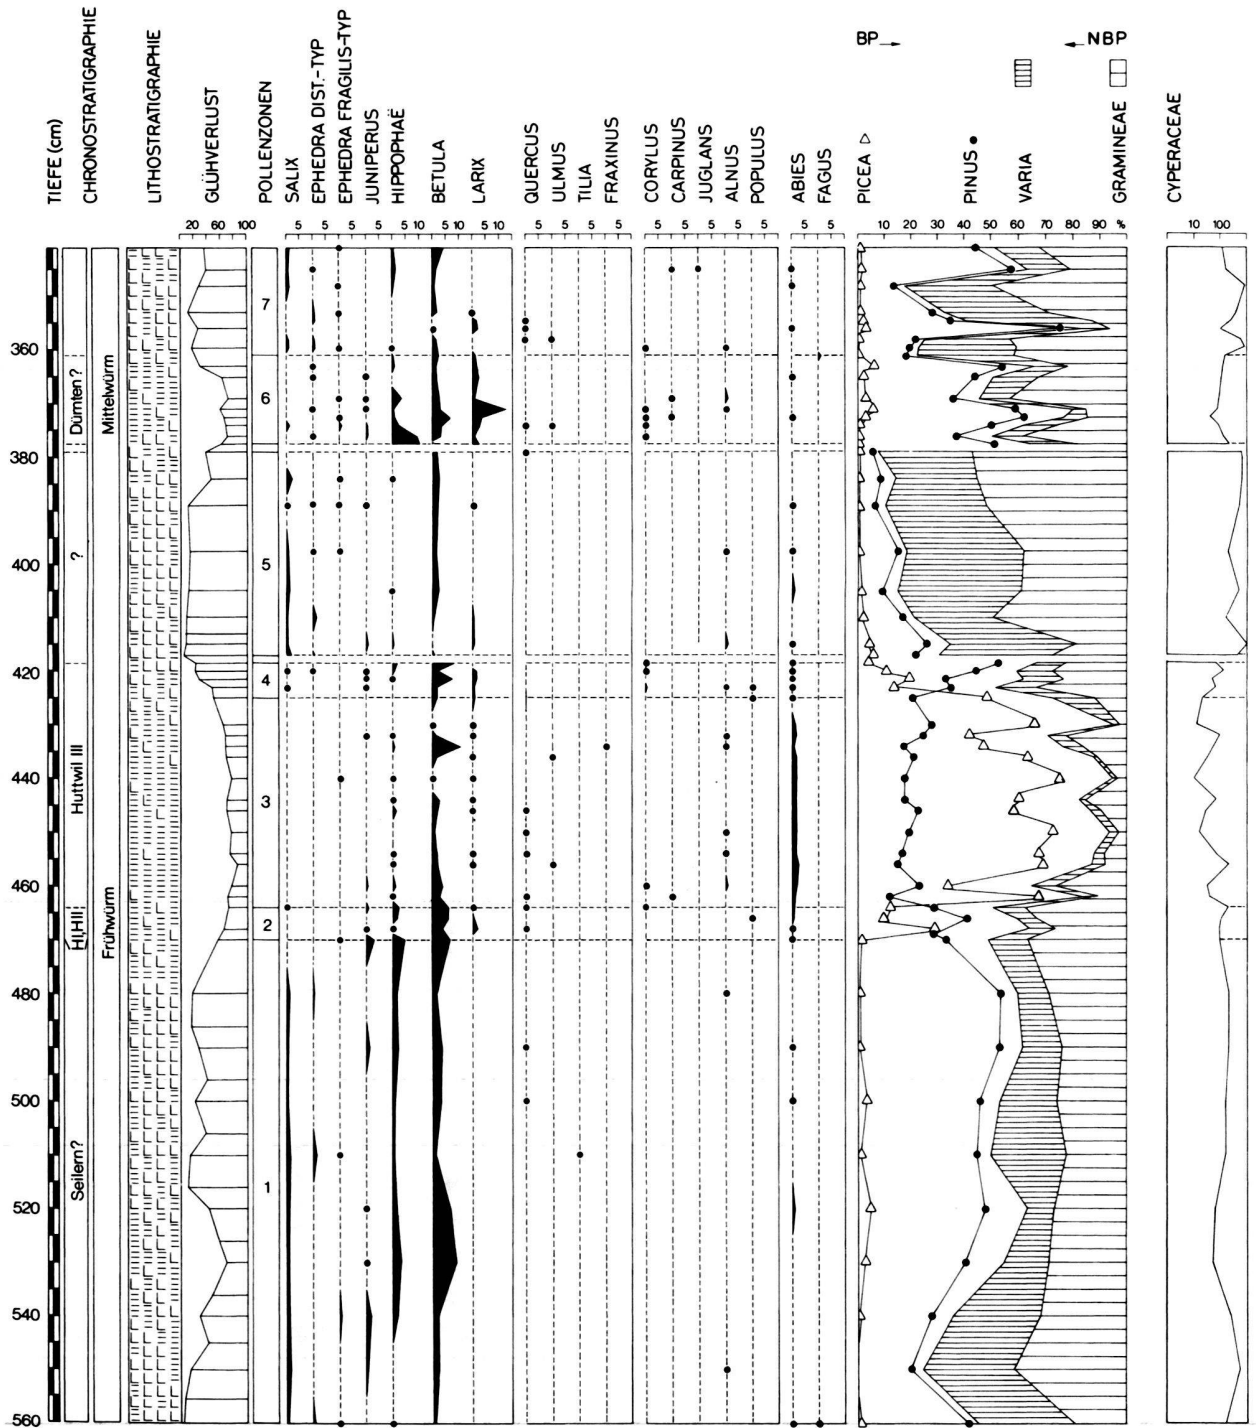 TIEFE (cm)
CHRONOSTRATIGRAPHIE
LITHOSTRATIGRAPHIE
GLÜHVERLUST
POLLENZONEN
SALIX
EPHEDRA DIST.-TYP
EPHEDRA FRAGILIS-TYP
JUNIPERUS
HIPPOPHAË
BETULA
LARIX
QUERCUS
ULMUS
TILIA
FRAXINUS
CORYLUS
CARPINUS
JUGLANS
ALNUS
POPULUS
ABIES
FAGUS
BP → ← NBP
PICEA
PINUS
VARIA
GRAMINEAE
CYPERACEAE
20 60 100
5 5 5 5 5 5 10 5 10
5 5 5 5
5 5 5 5 5
5 5
10 20 30 40 50 60 70 80 90 %
10 100
360
380
400
420
440
460
480
500
520
540
560
Dürnten ?
?
Huttwil III
HI,HII
Seilern?
Mittelwürm
Frühwürm
7
6
5
4
3
2
1